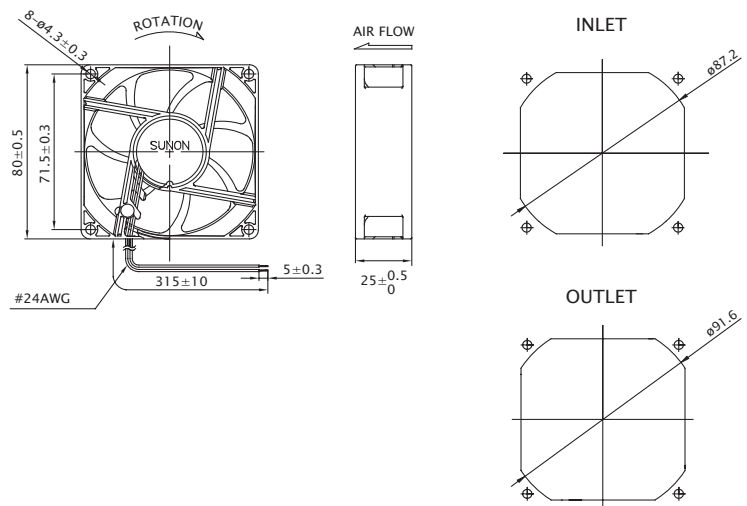 ROTATION
8-ø4.3±0.3
AIR FLOW
INLET
ø87.2
SUNON
80±0.5
71.5±0.3
5±0.3
315±10
#24AWG
25±0.5
0
OUTLET
ø91.6